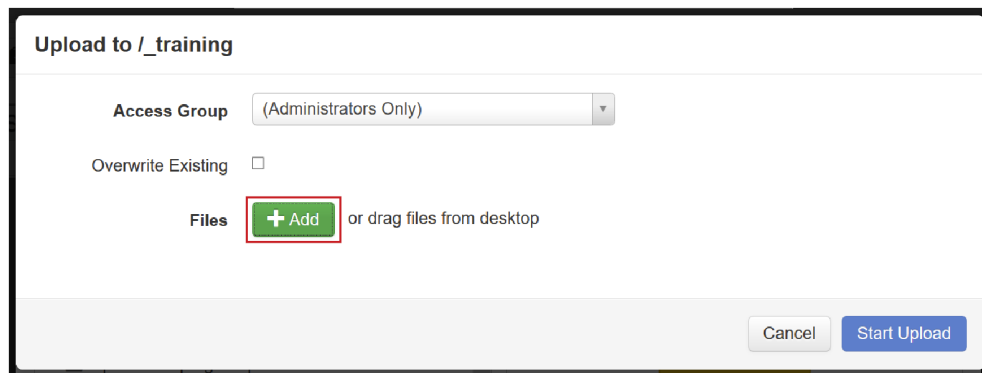 Upload to /_training
Access Group (Administrators Only)
Overwrite Existing
Files + Add or drag files from desktop
Cancel Start Upload